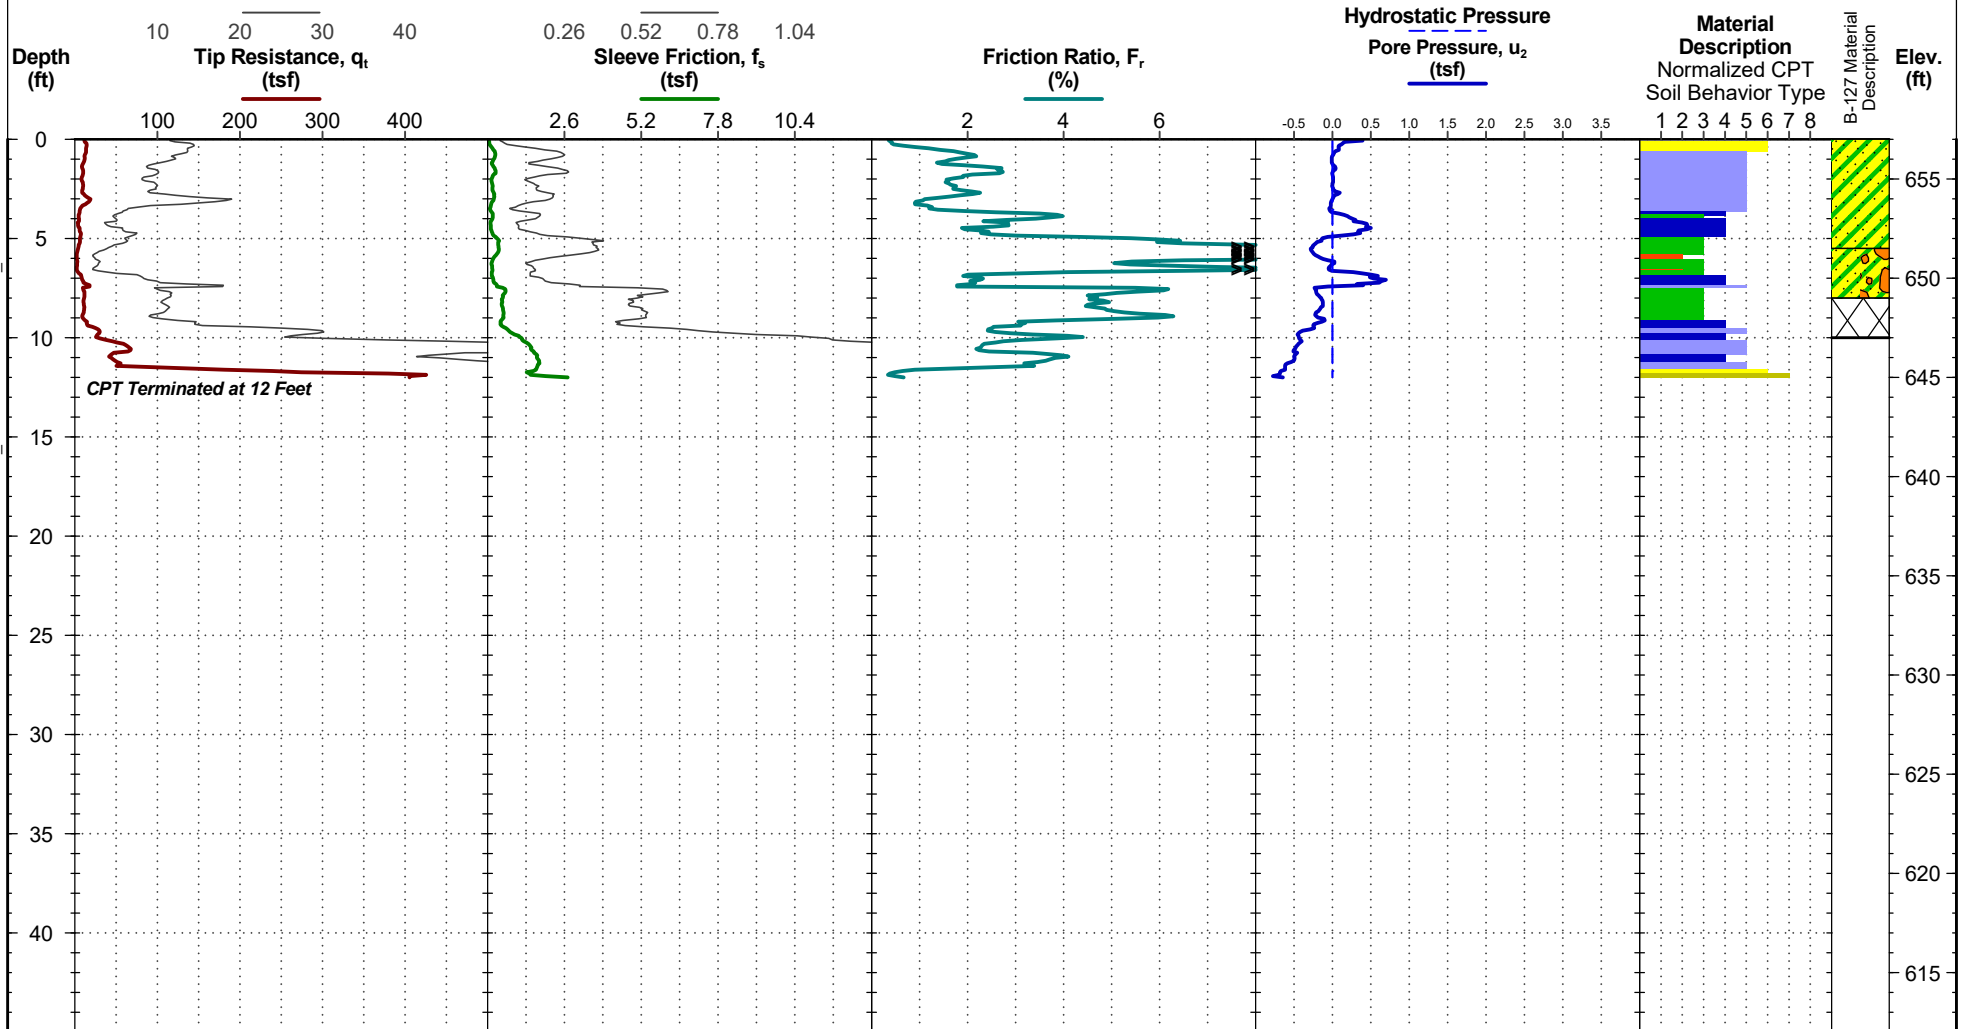 10 20 30 40
0.26 0.52 0.78 1.04
Depth
(ft)
Tip Resistance, qt
(tsf)
100 200 300 400
Sleeve Friction, fs
(tsf)
2.6 5.2 7.8 10.4
Friction Ratio, Fr
(%)
2 4 6
Hydrostatic Pressure
Pore Pressure, u2
(tsf)
-0.5 0.0 0.5 1.0 1.5 2.0 2.5 3.0 3.5
Material
Description
Normalized CPT
Soil Behavior Type
1 2 3 4 5 6 7 8
B-127 Material
Description
Elev.
(ft)
0
5
10
CPT Terminated at 12 Feet
15
20
25
30
35
40
655
650
645
640
635
630
625
620
615